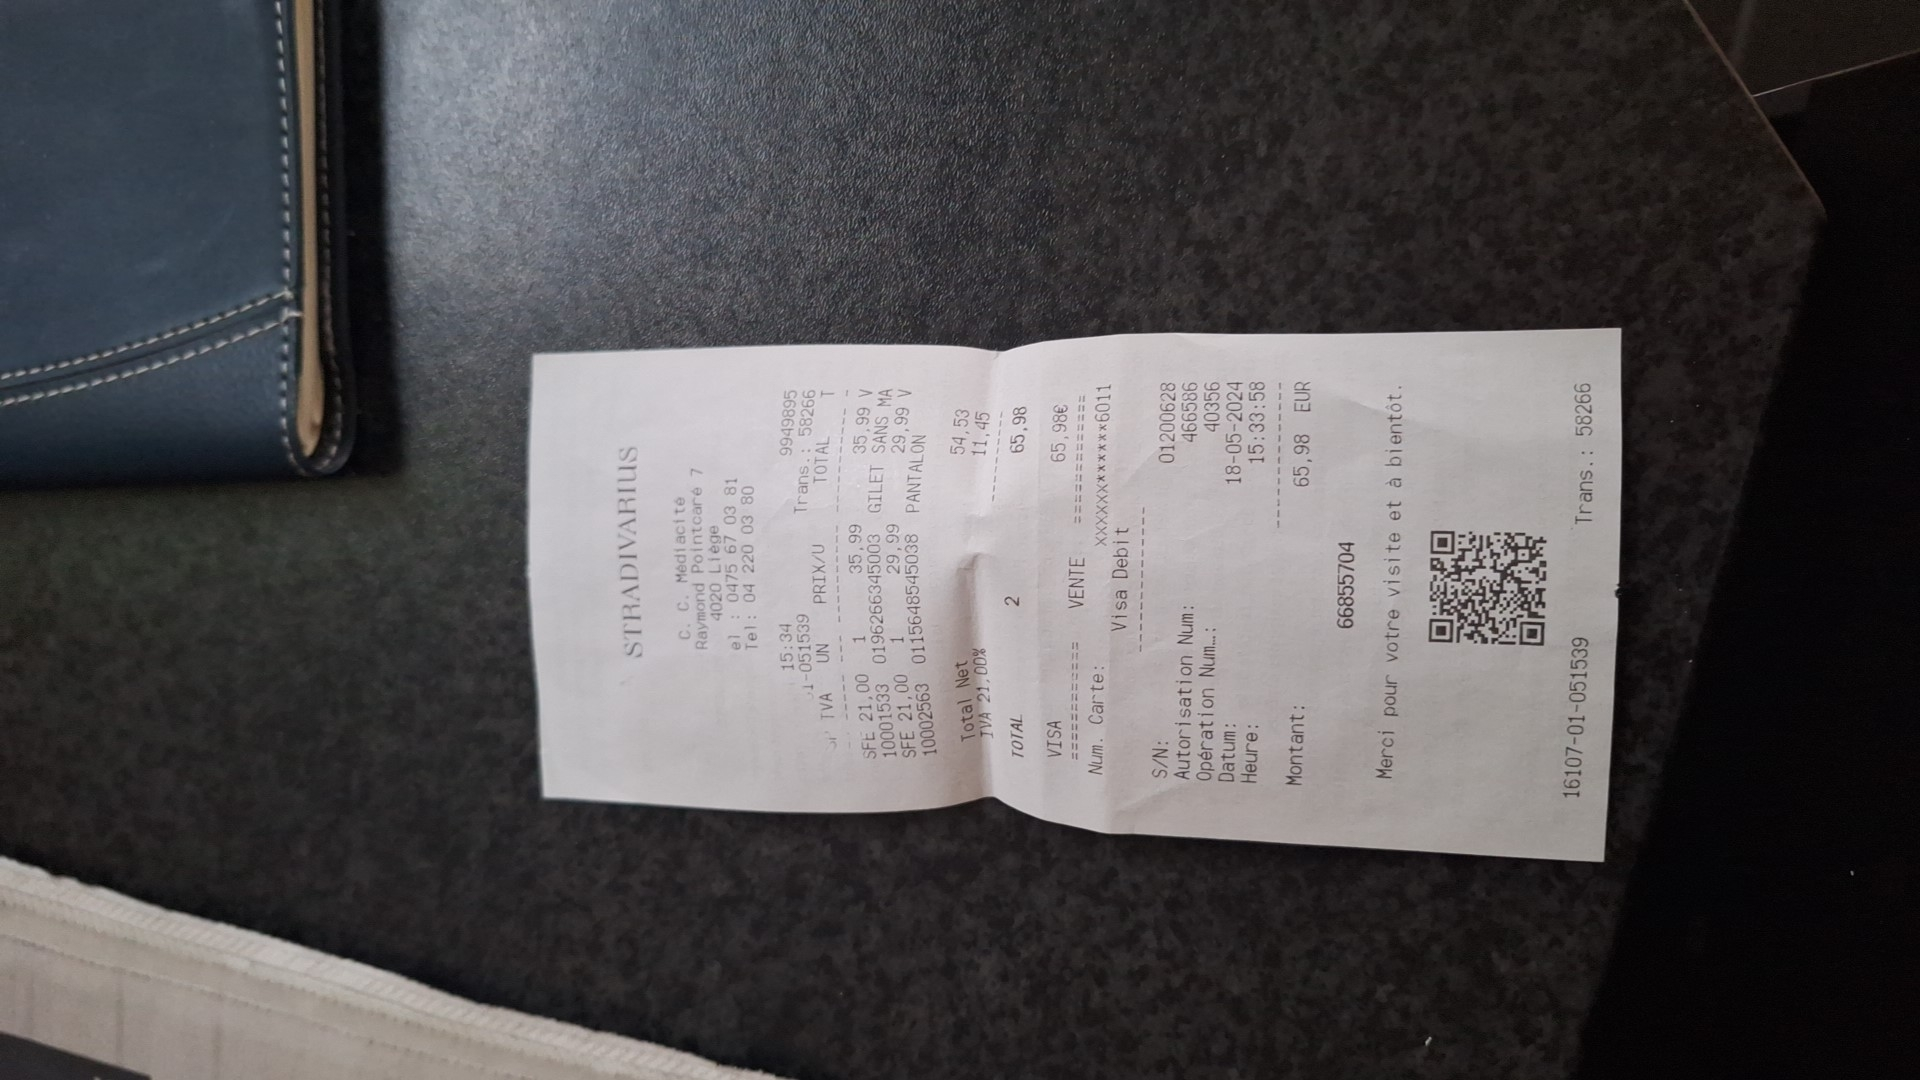 STRADIVARIUS
C. C. Médiacité
Raymond Pointcaré 7
4020 Liège
el : 0475 67 03 81
Tel: 04 220 03 80
15:34 9949895
1-051539 Trans.: 58266
TVA UN PRIX/U TOTAL T
SFE 21,00 1 35,99 35,99 V
10001533 01962663450​03 GILET SANS MA
SFE 21,00 1 29,99 29,99 V
10002563 01156485450​38 PANTALON
Total Net 54,53
IVA 21,00% 11,45
TOTAL 2 65,98
VISA 65,98€
=========== VENTE ============
Num. Carte: XXXXXX*********6011
Visa Debit
S/N: 01200628
Autorisation Num: 466586
Opération Num…: 40356
Datum: 18-05-2024
Heure: 15:33:58
Montant: 65,98 EUR
66855704
Merci pour votre visite et à bientôt.
16107-01-051539 Trans.: 58266